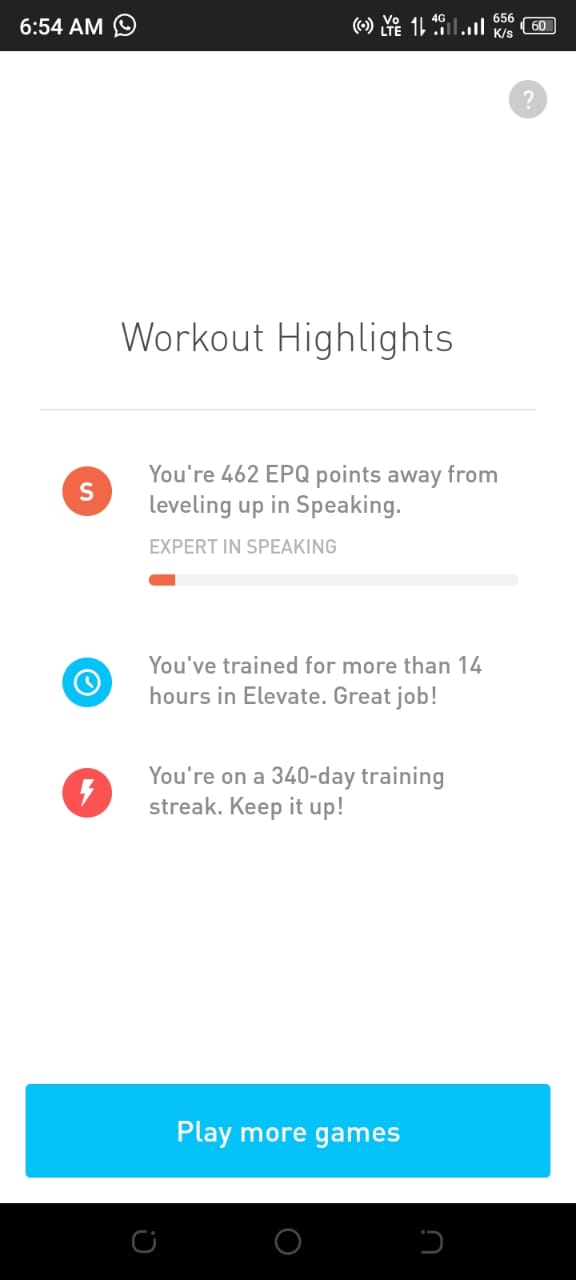 6:54 AM
Vo LTE 4G 656 K/s 60
?
Workout Highlights
S
You're 462 EPQ points away from
leveling up in Speaking.
EXPERT IN SPEAKING
You've trained for more than 14
hours in Elevate. Great job!
You're on a 340-day training
streak. Keep it up!
Play more games